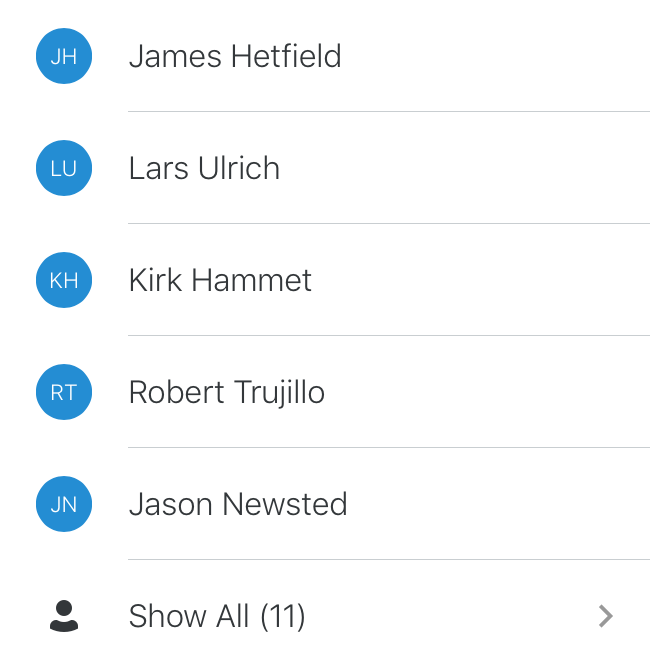 JH James Hetfield
LU Lars Ulrich
KH Kirk Hammet
RT Robert Trujillo
JN Jason Newsted
Show All (11)